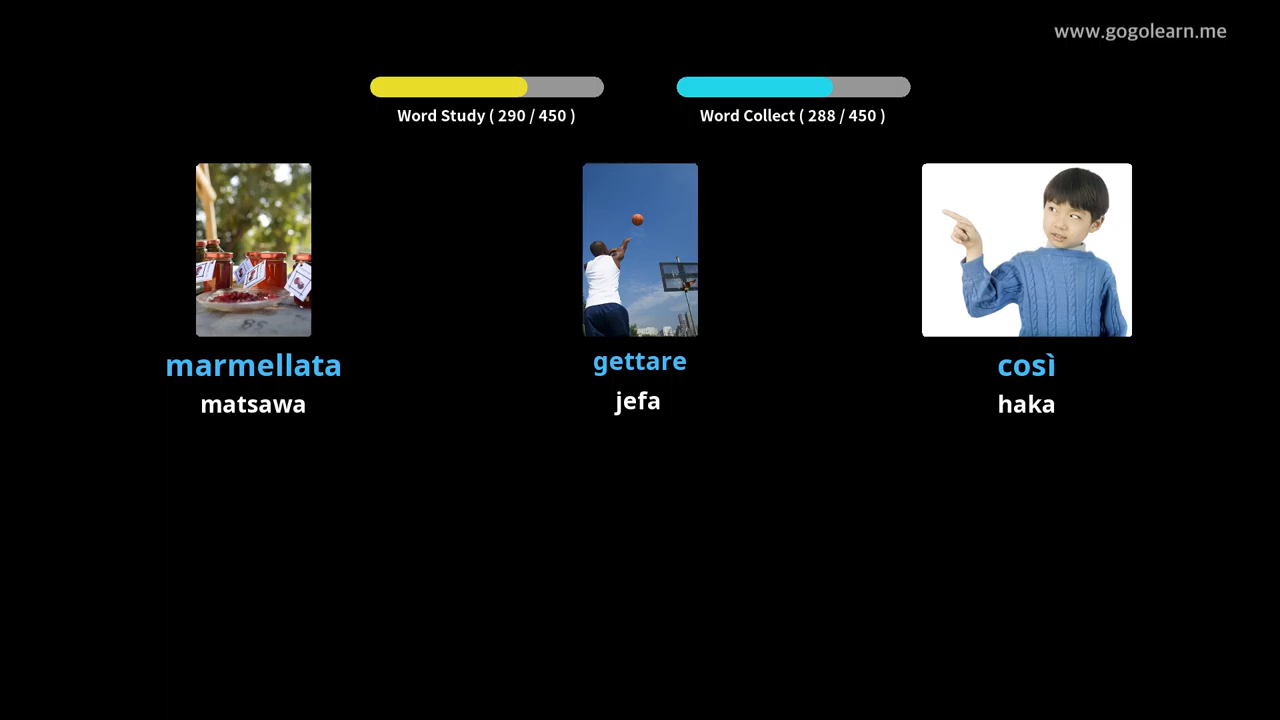 www.gogolearn.me
Word Study ( 290 / 450 )
Word Collect ( 288 / 450 )
marmellata
matsawa
gettare
jefa
così
haka